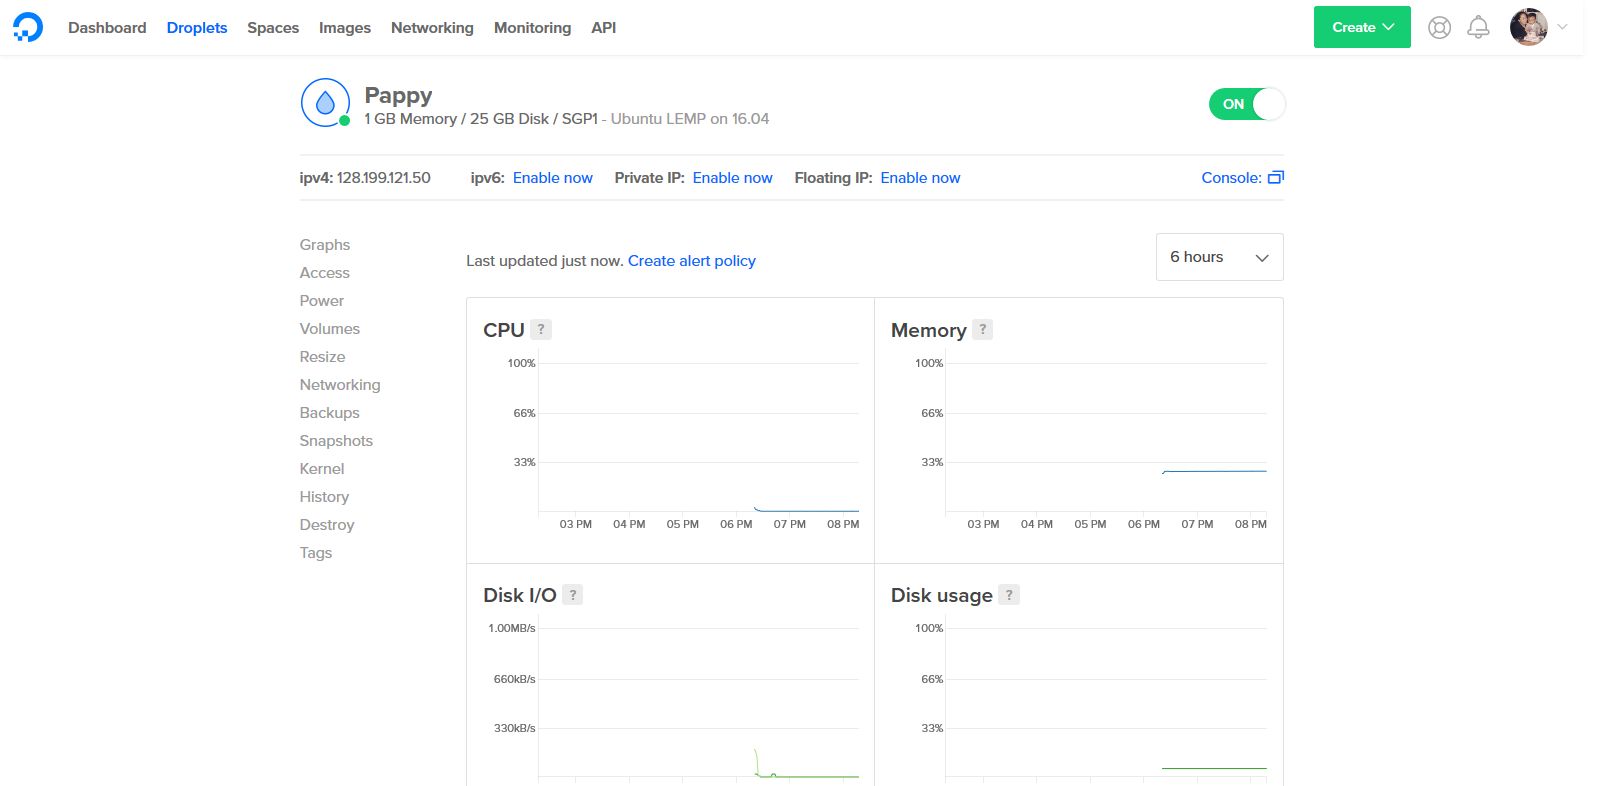 Dashboard Droplets Spaces Images Networking Monitoring API Create
Pappy
1 GB Memory / 25 GB Disk / SGP1 - Ubuntu LEMP on 16.04
ON
ipv4: 128.199.121.50 ipv6: Enable now Private IP: Enable now Floating IP: Enable now Console:
Graphs
Access
Power
Volumes
Resize
Networking
Backups
Snapshots
Kernel
History
Destroy
Tags
Last updated just now. Create alert policy
6 hours
CPU ?
100%
66%
33%
03 PM 04 PM 05 PM 06 PM 07 PM 08 PM
Memory ?
100%
66%
33%
03 PM 04 PM 05 PM 06 PM 07 PM 08 PM
Disk I/O ?
1.00MB/s
660kB/s
330kB/s
Disk usage ?
100%
66%
33%